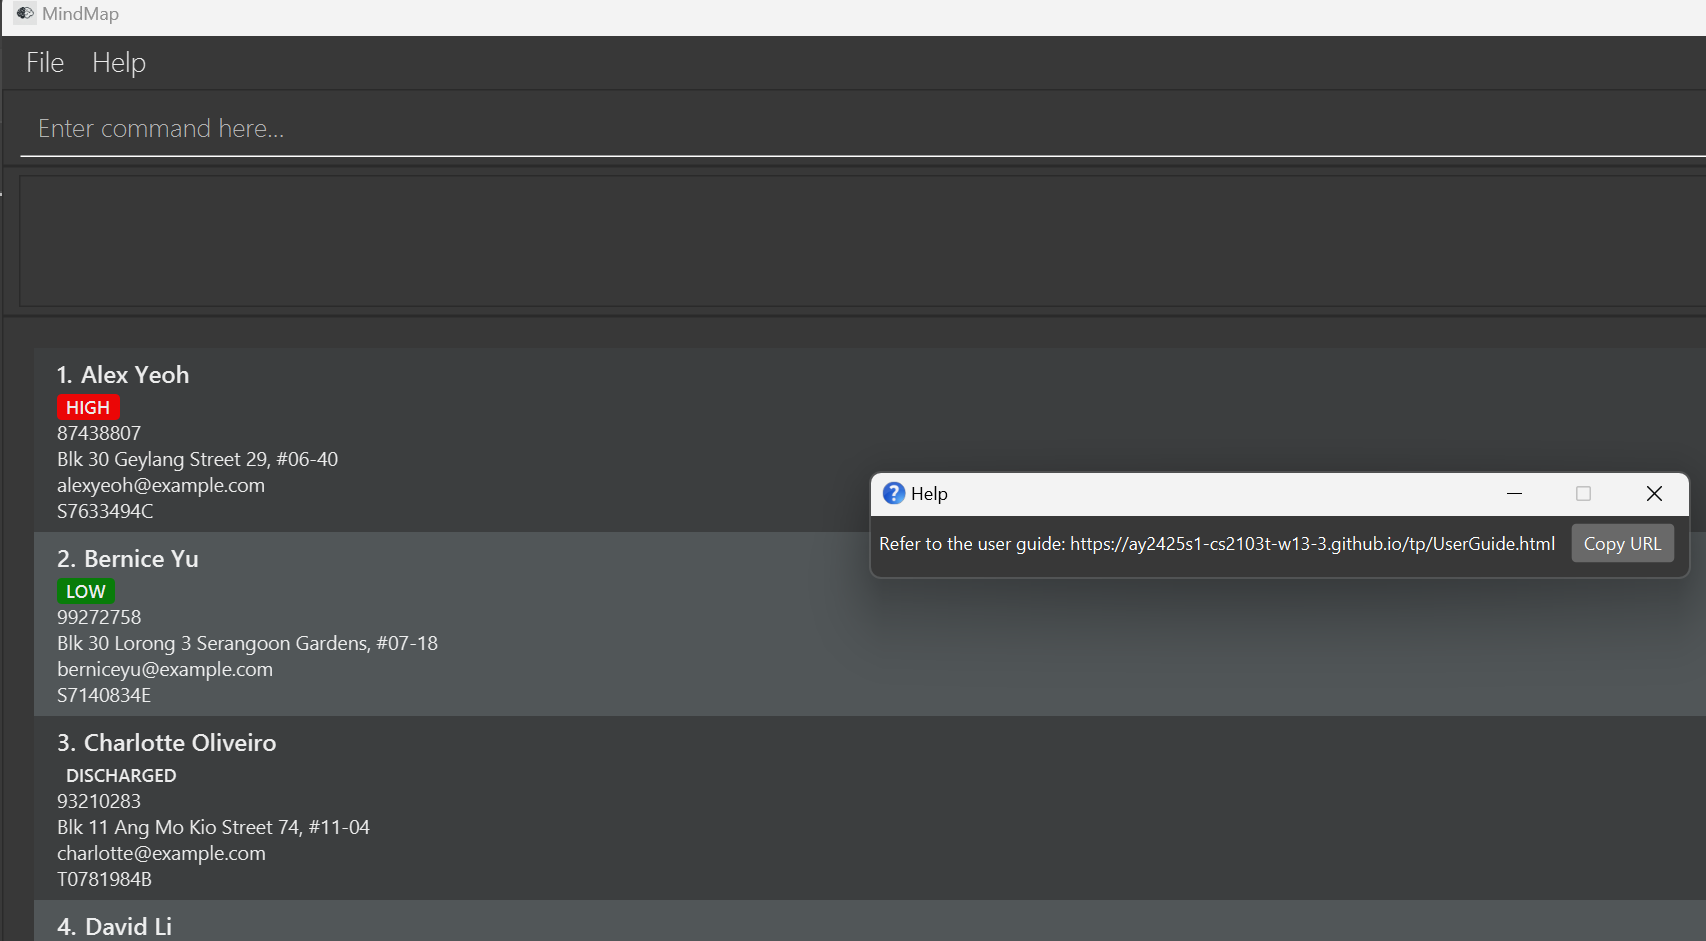 MindMap
File Help
Enter command here...
1. Alex Yeoh
HIGH
87438807
Blk 30 Geylang Street 29, #06-40
alexyeoh@example.com
S7633494C
Help
Refer to the user guide: https://ay2425s1-cs2103t-w13-3.github.io/tp/UserGuide.html Copy URL
2. Bernice Yu
LOW
99272758
Blk 30 Lorong 3 Serangoon Gardens, #07-18
berniceyu@example.com
S7140834E
3. Charlotte Oliveiro
DISCHARGED
93210283
Blk 11 Ang Mo Kio Street 74, #11-04
charlotte@example.com
T0781984B
4. David Li